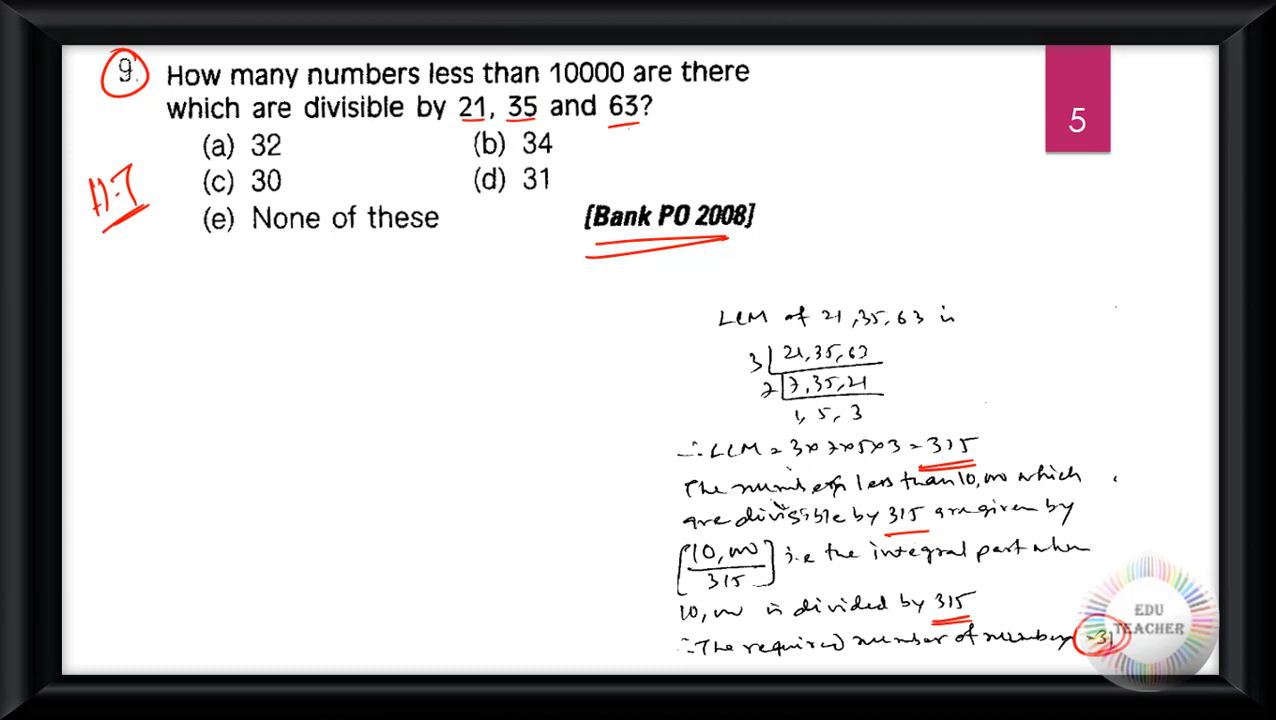 9.
How many numbers less than 10000 are there
which are divisible by 21, 35 and 63?
(a) 32
(b) 34
(c) 30
(d) 31
(e) None of these
[Bank PO 2008]
5
LCM of 21, 35, 63 is
3 21, 35, 63
7 7, 35, 21
1, 5, 3
∴ LCM = 3 × 7 × 5 × 3 = 315
The numbers less than 10,000 which
are divisible by 315 are given by
[10,000/315] i.e the integral part when
10,000 is divided by 315
∴ The required number of numbers = 31
EDU
TEACHER